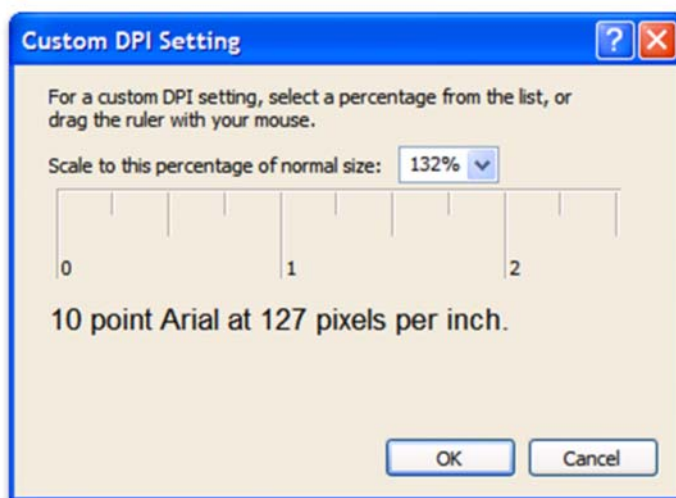 Custom DPI Setting
For a custom DPI setting, select a percentage from the list, or
drag the ruler with your mouse.
Scale to this percentage of normal size: 132%
0 1 2
10 point Arial at 127 pixels per inch.
OK Cancel